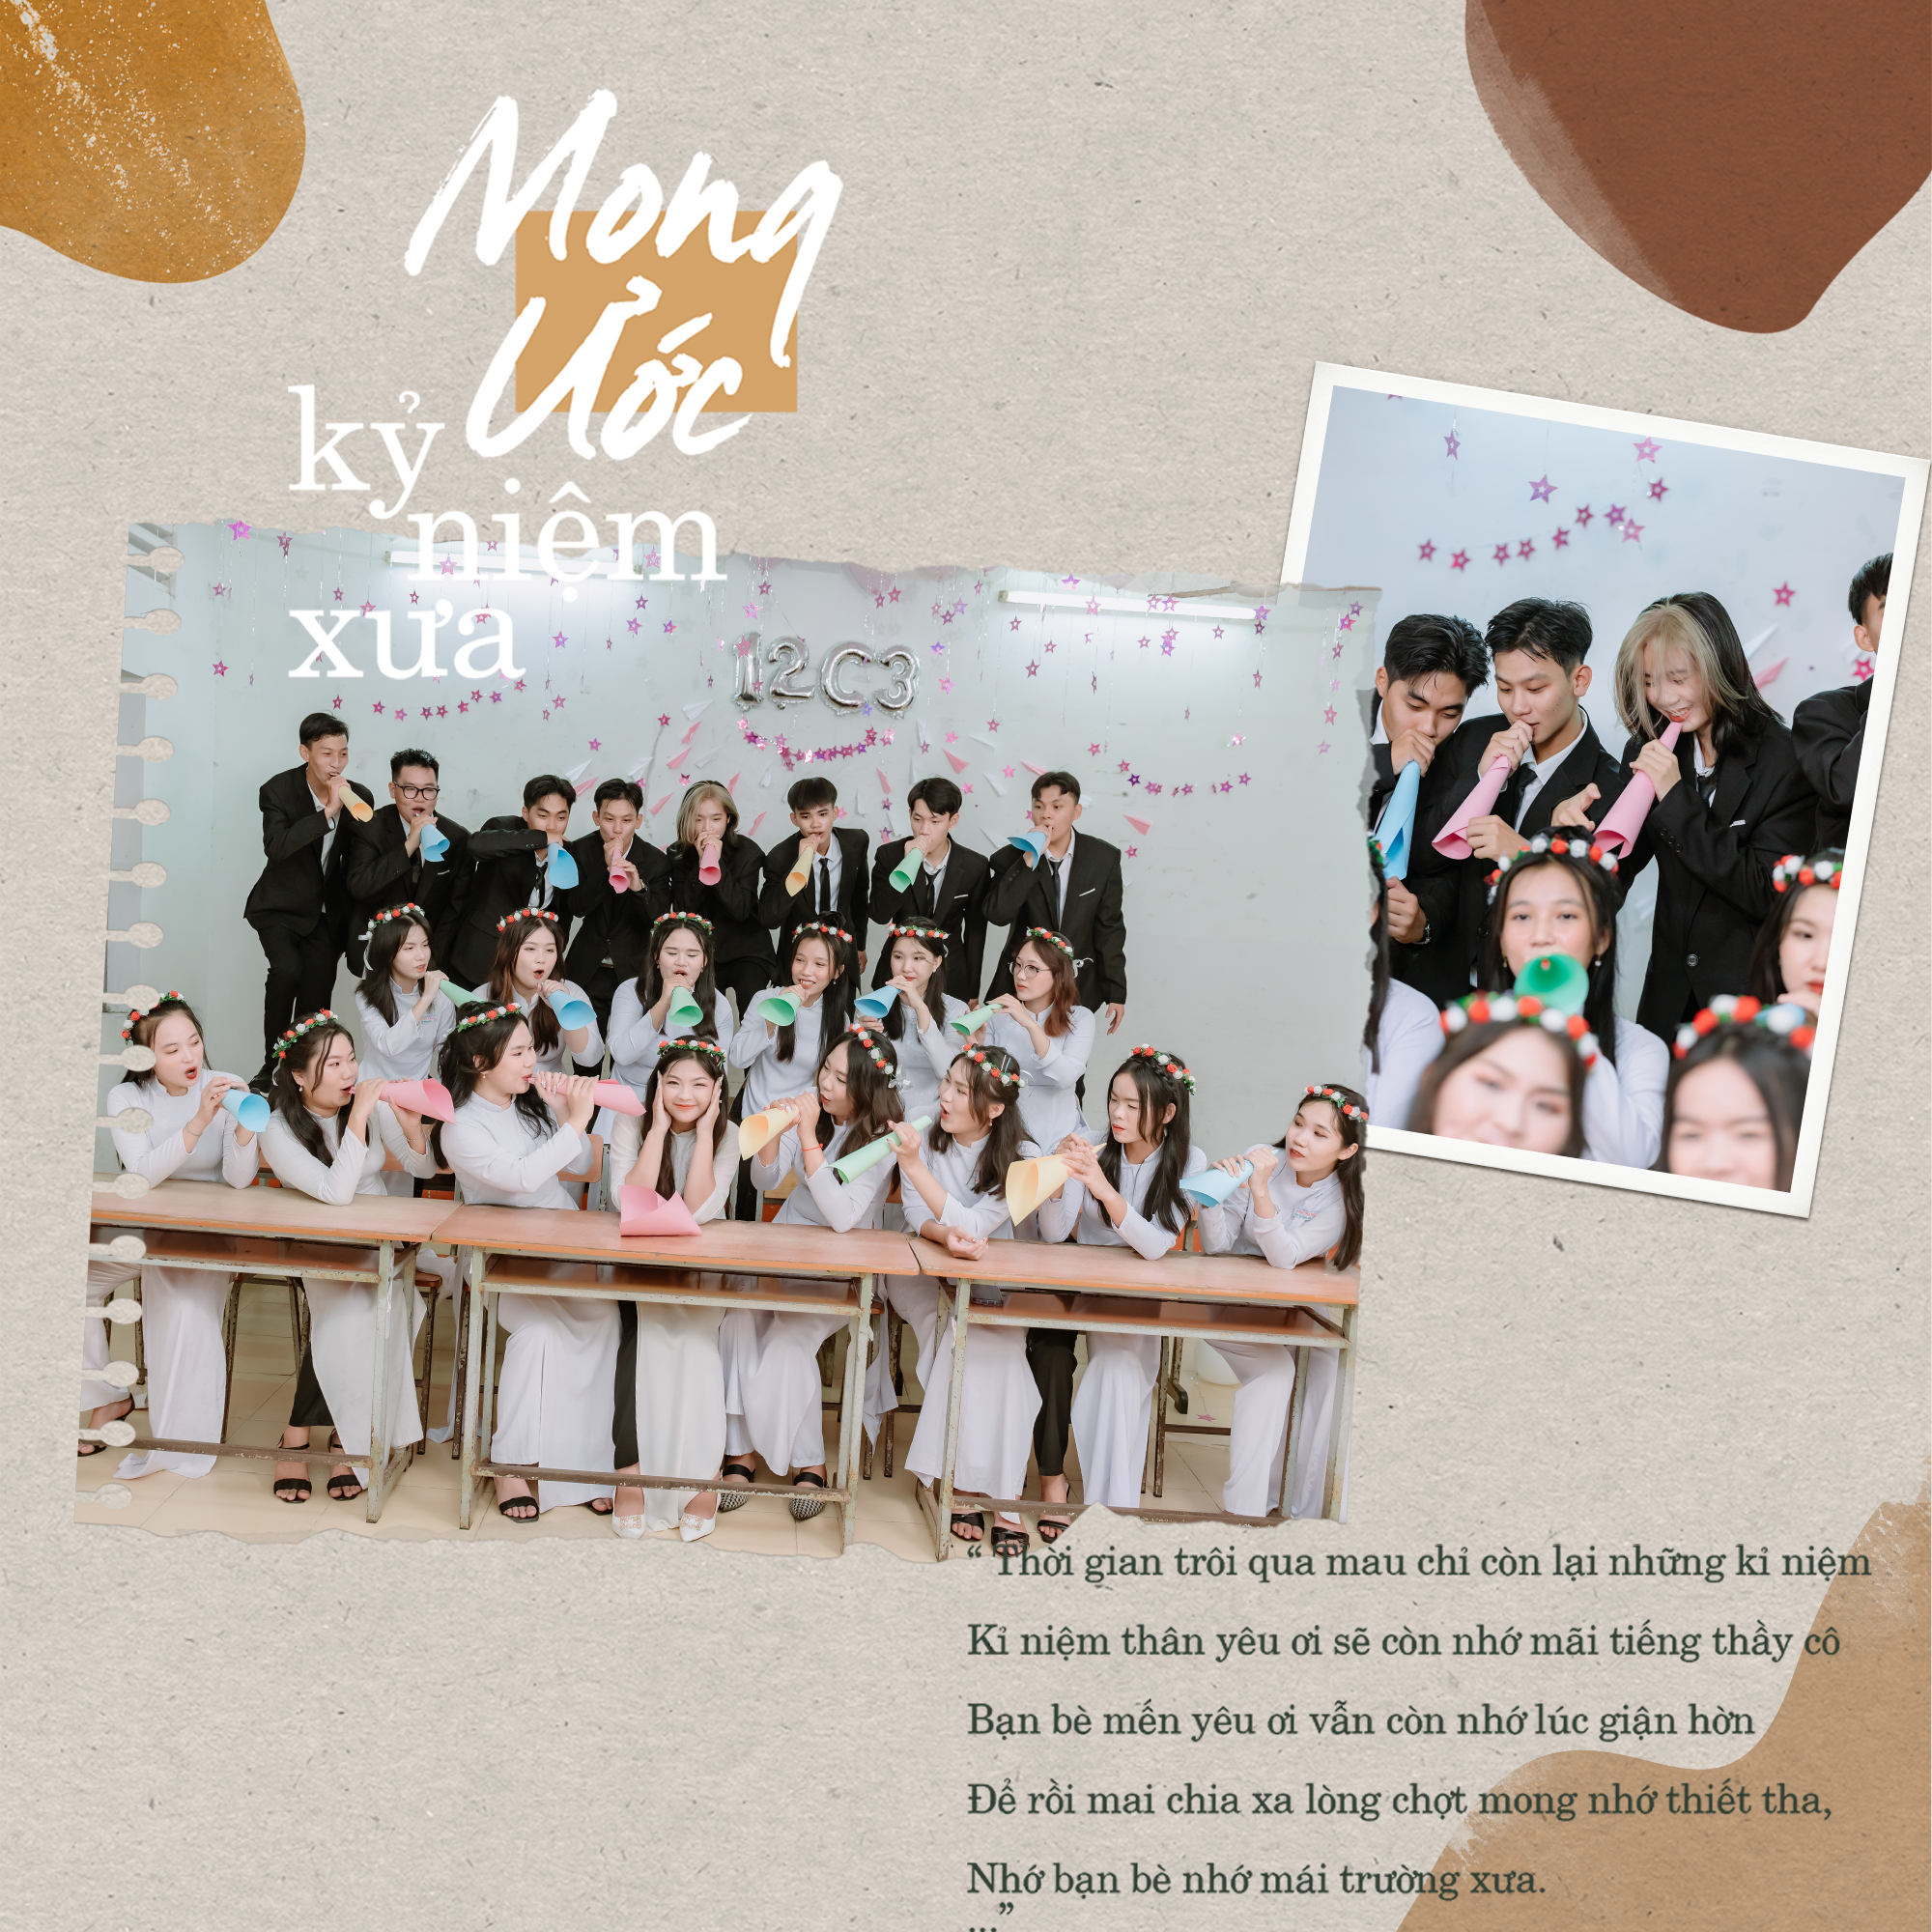 Mong
Ước
kỷ
niệm
xưa
12C3
“ Thời gian trôi qua mau chỉ còn lại những kỉ niệm
Kỉ niệm thân yêu ơi sẽ còn nhớ mãi tiếng thầy cô
Bạn bè mến yêu ơi vẫn còn nhớ lúc giận hờn
Để rồi mai chia xa lòng chợt mong nhớ thiết tha,
Nhớ bạn bè nhớ mái trường xưa.
...”